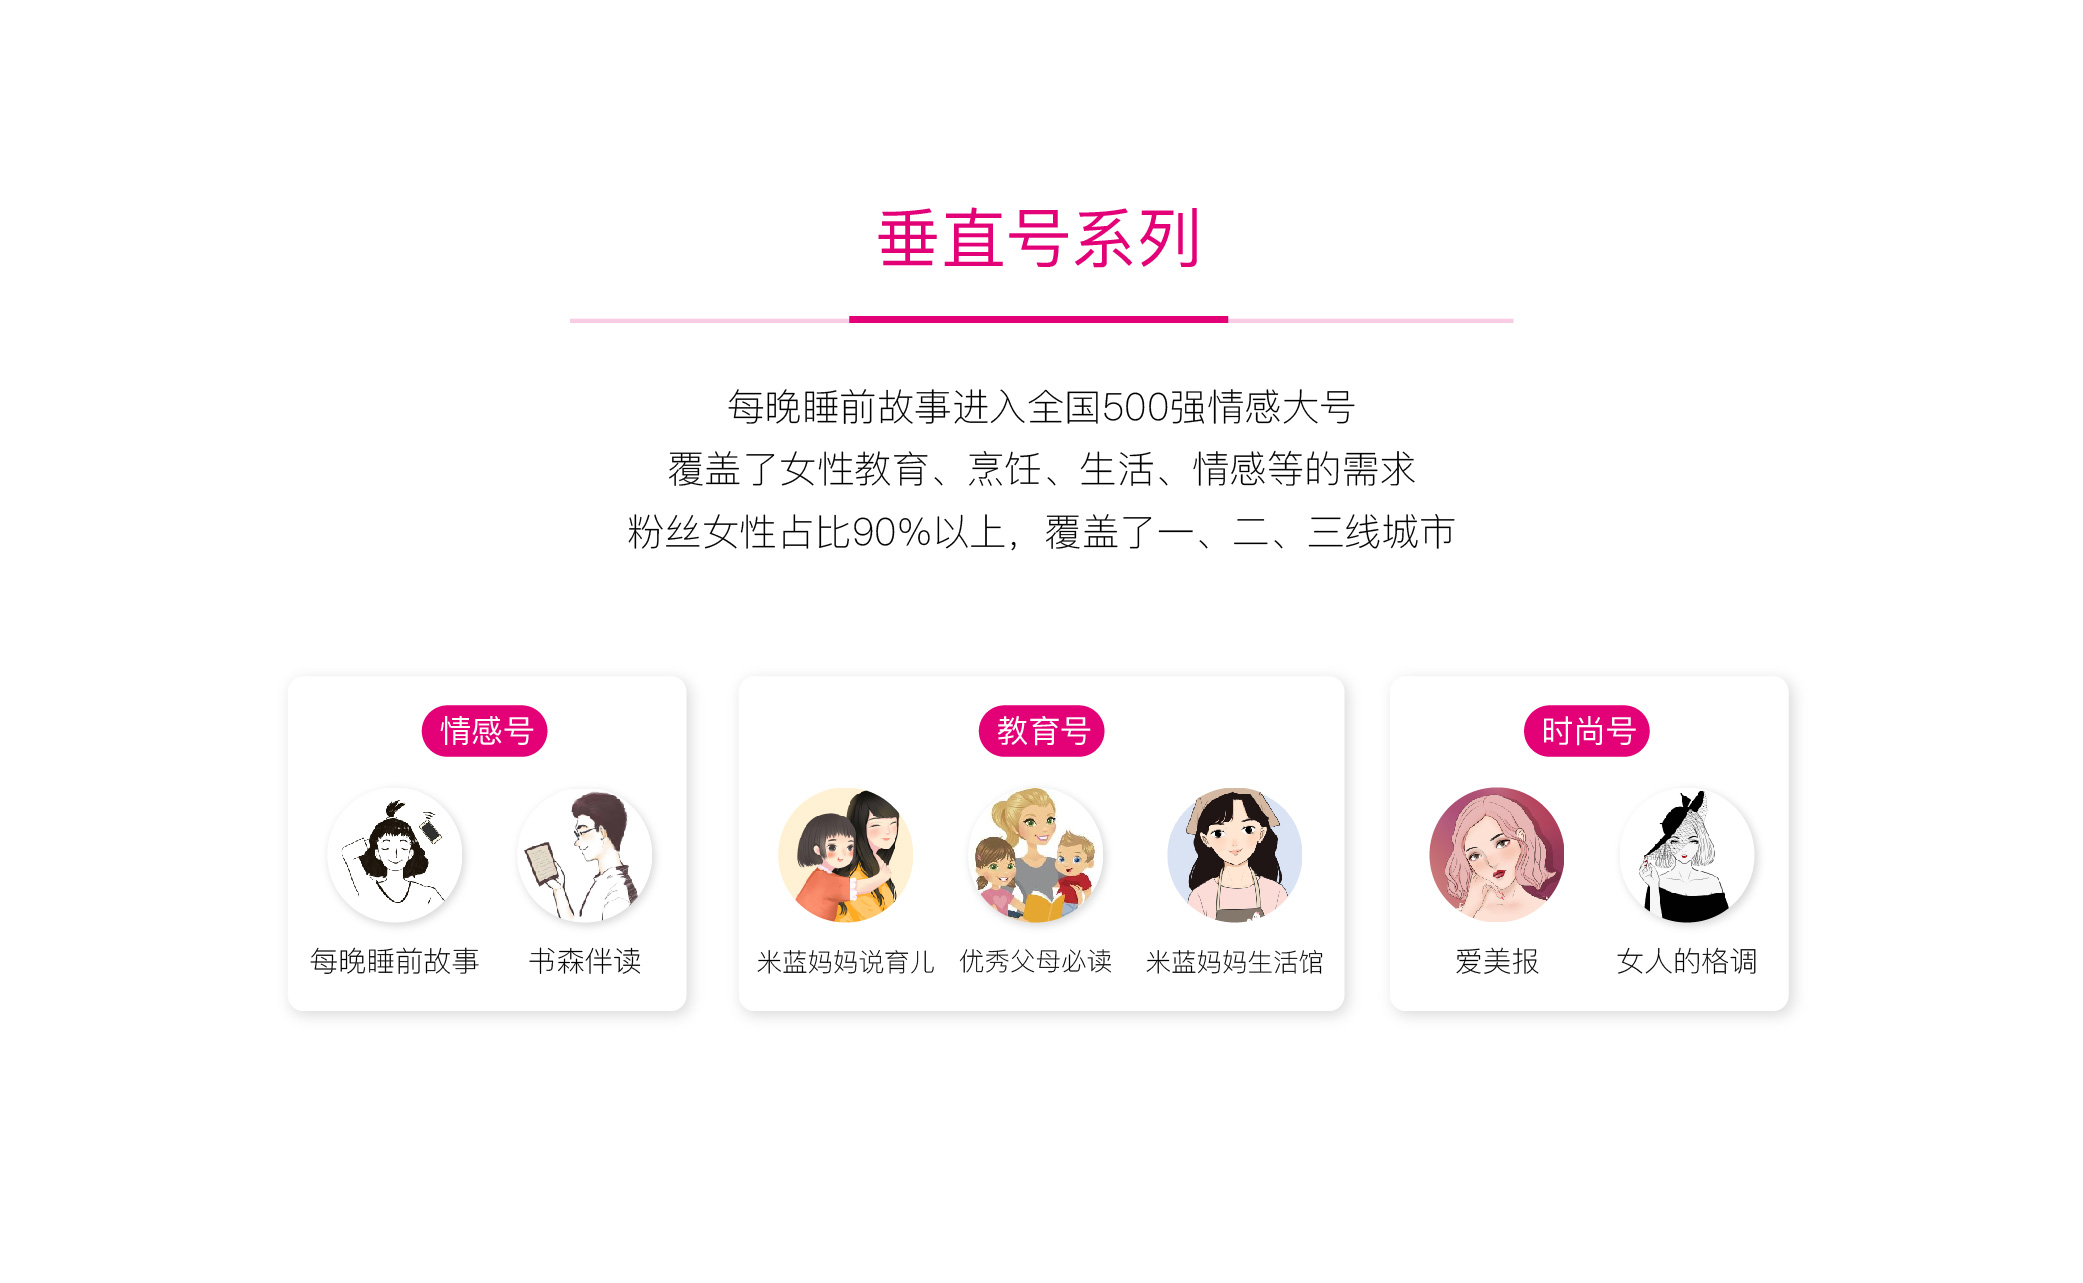 垂直号系列
每晚睡前故事进入全国500强情感大号
覆盖了女性教育、烹饪、生活、情感等的需求
粉丝女性占比90%以上，覆盖了一、二、三线城市
情感号
每晚睡前故事
书森伴读
教育号
米蓝妈妈说育儿
优秀父母必读
米蓝妈妈生活馆
时尚号
爱美报
女人的格调